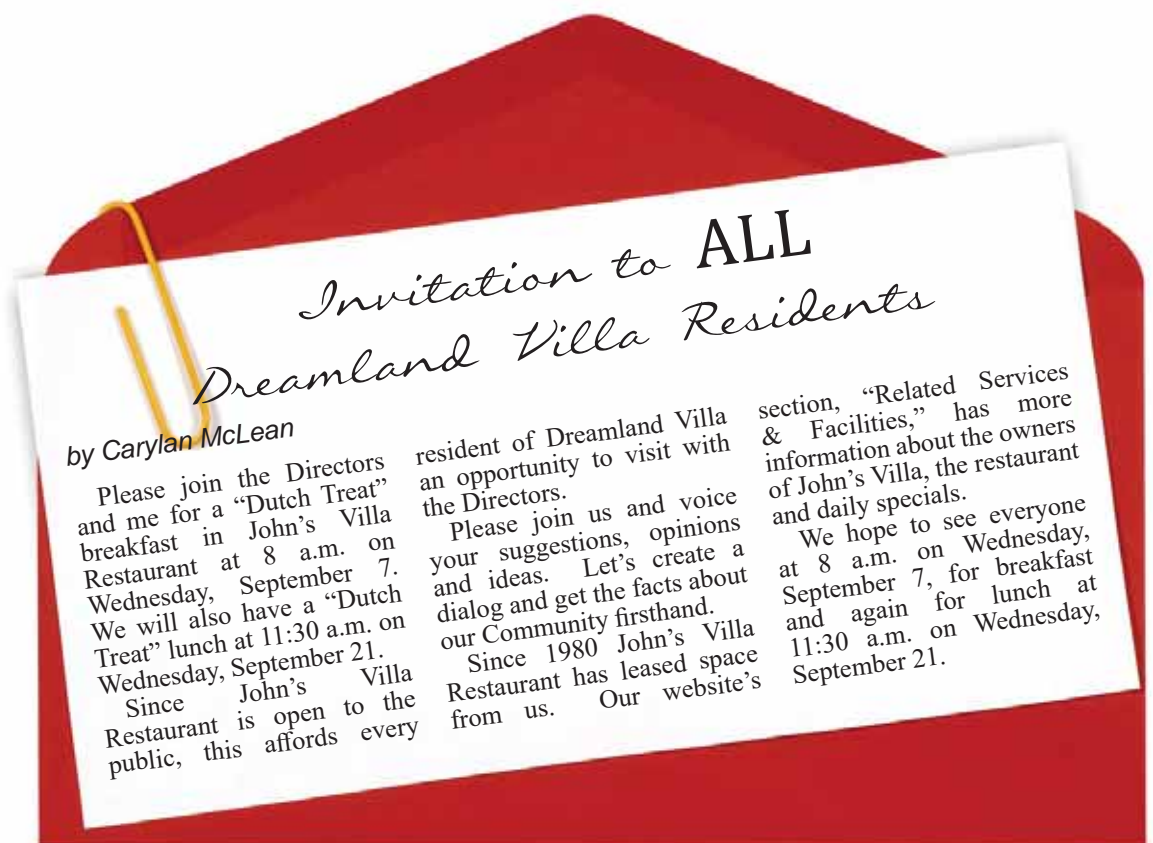 Invitation to ALL
Dreamland Villa Residents
by Carylan McLean
Please join the Directors
and me for a “Dutch Treat”
breakfast in John’s Villa
Restaurant at 8 a.m. on
Wednesday, September 7.
We will also have a “Dutch
Treat” lunch at 11:30 a.m. on
Wednesday, September 21.
Since John’s Villa
Restaurant is open to the
public, this affords every
resident of Dreamland Villa
an opportunity to visit with
the Directors.
Please join us and voice
your suggestions, opinions
and ideas. Let’s create a
dialog and get the facts about
our Community firsthand.
Since 1980 John’s Villa
Restaurant has leased space
from us. Our website’s
section, “Related Services
& Facilities,” has more
information about the owners
of John’s Villa, the restaurant
and daily specials.
We hope to see everyone
at 8 a.m. on Wednesday,
September 7, for breakfast
and again for lunch at
11:30 a.m. on Wednesday,
September 21.